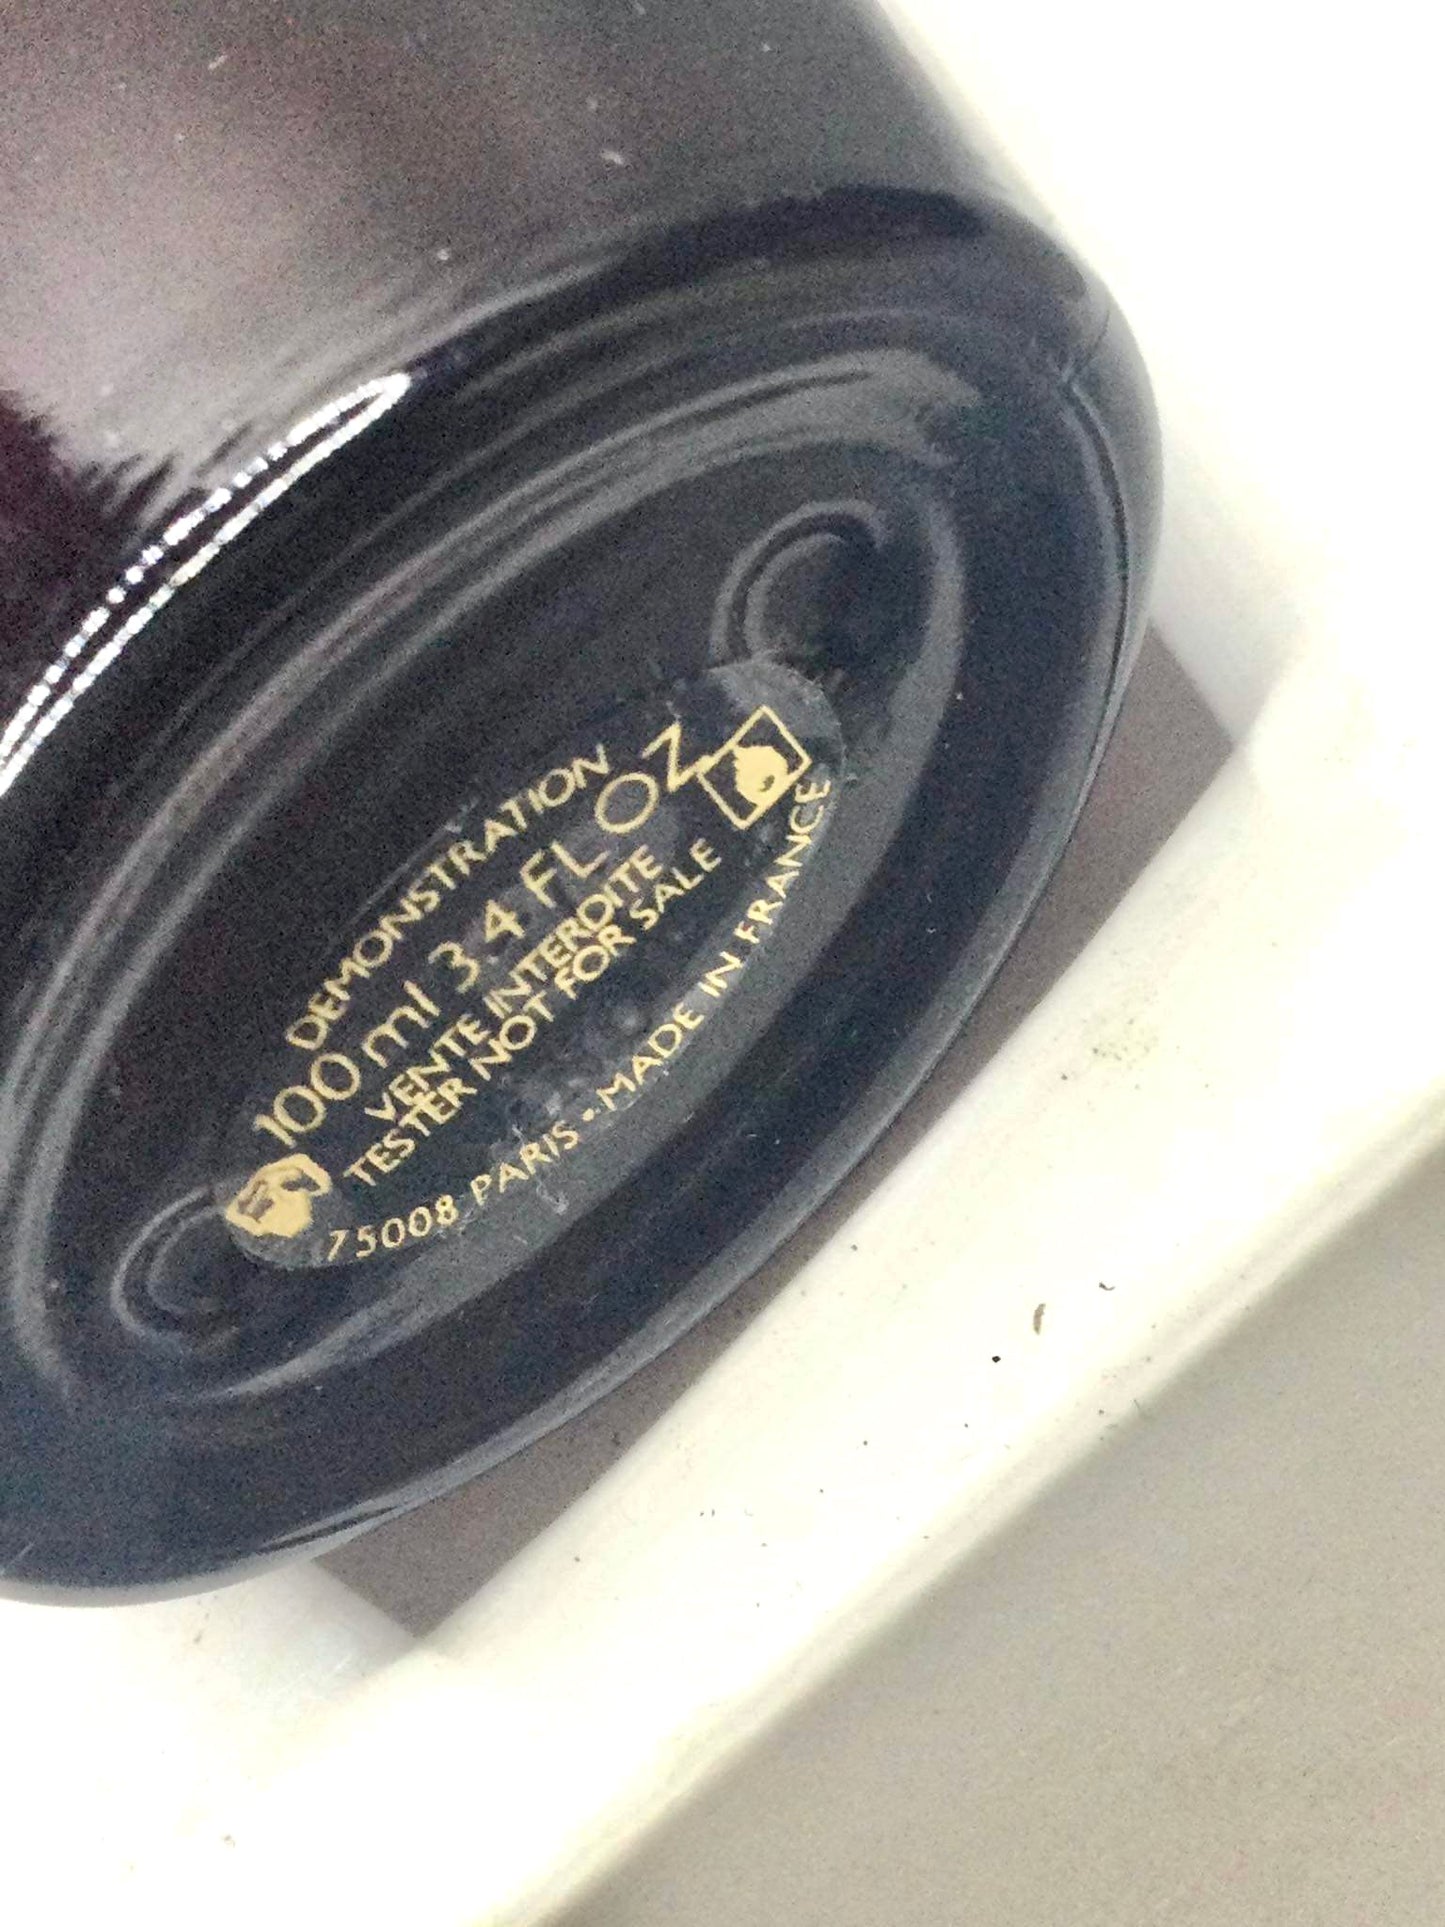 DEMONSTRATION
100 ml 3.4 FL OZ
VENTE INTERDITE
TESTER NOT FOR SALE
75008 PARIS • MADE IN FRANCE